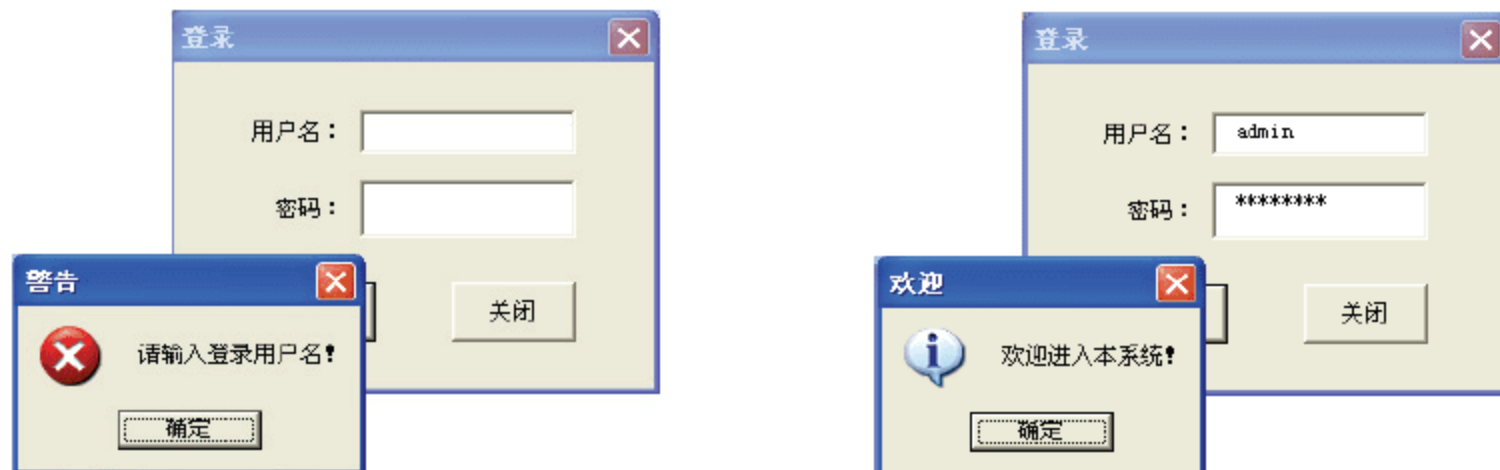 登录
用户名：
密码：
关闭
警告
请输入登录用户名！
确定
登录
用户名： admin
密码： ********
关闭
欢迎
欢迎进入本系统！
确定